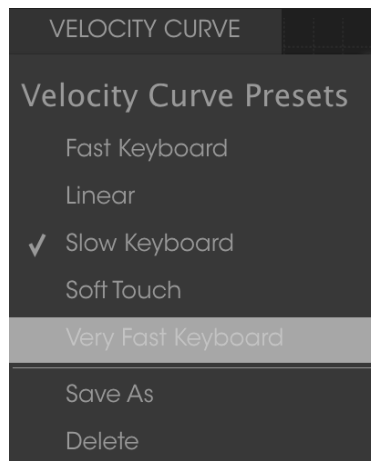 VELOCITY CURVE
Velocity Curve Presets
Fast Keyboard
Linear
Slow Keyboard
Soft Touch
Very Fast Keyboard
Save As
Delete